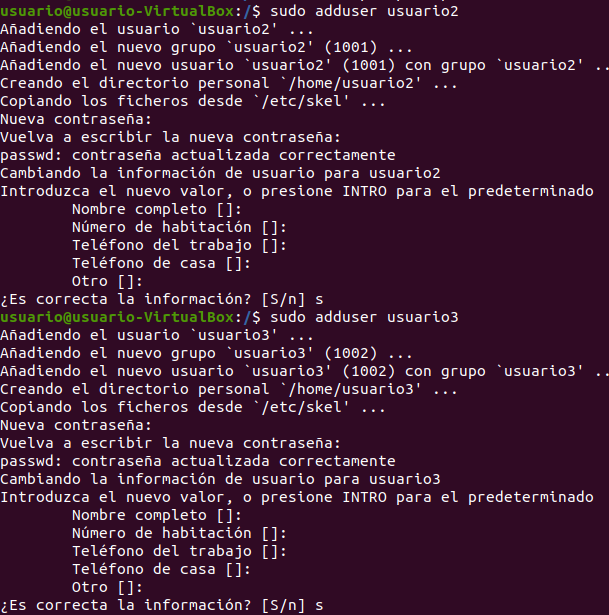 usuario@usuario-VirtualBox:/$ sudo adduser usuario2
Añadiendo el usuario `usuario2' ...
Añadiendo el nuevo grupo `usuario2' (1001) ...
Añadiendo el nuevo usuario `usuario2' (1001) con grupo `usuario2' ..
Creando el directorio personal `/home/usuario2' ...
Copiando los ficheros desde `/etc/skel' ...
Nueva contraseña:
Vuelva a escribir la nueva contraseña:
passwd: contraseña actualizada correctamente
Cambiando la información de usuario para usuario2
Introduzca el nuevo valor, o presione INTRO para el predeterminado
        Nombre completo []:
        Número de habitación []:
        Teléfono del trabajo []:
        Teléfono de casa []:
        Otro []:
¿Es correcta la información? [S/n] s
usuario@usuario-VirtualBox:/$ sudo adduser usuario3
Añadiendo el usuario `usuario3' ...
Añadiendo el nuevo grupo `usuario3' (1002) ...
Añadiendo el nuevo usuario `usuario3' (1002) con grupo `usuario3' ..
Creando el directorio personal `/home/usuario3' ...
Copiando los ficheros desde `/etc/skel' ...
Nueva contraseña:
Vuelva a escribir la nueva contraseña:
passwd: contraseña actualizada correctamente
Cambiando la información de usuario para usuario3
Introduzca el nuevo valor, o presione INTRO para el predeterminado
        Nombre completo []:
        Número de habitación []:
        Teléfono del trabajo []:
        Teléfono de casa []:
        Otro []:
¿Es correcta la información? [S/n] s